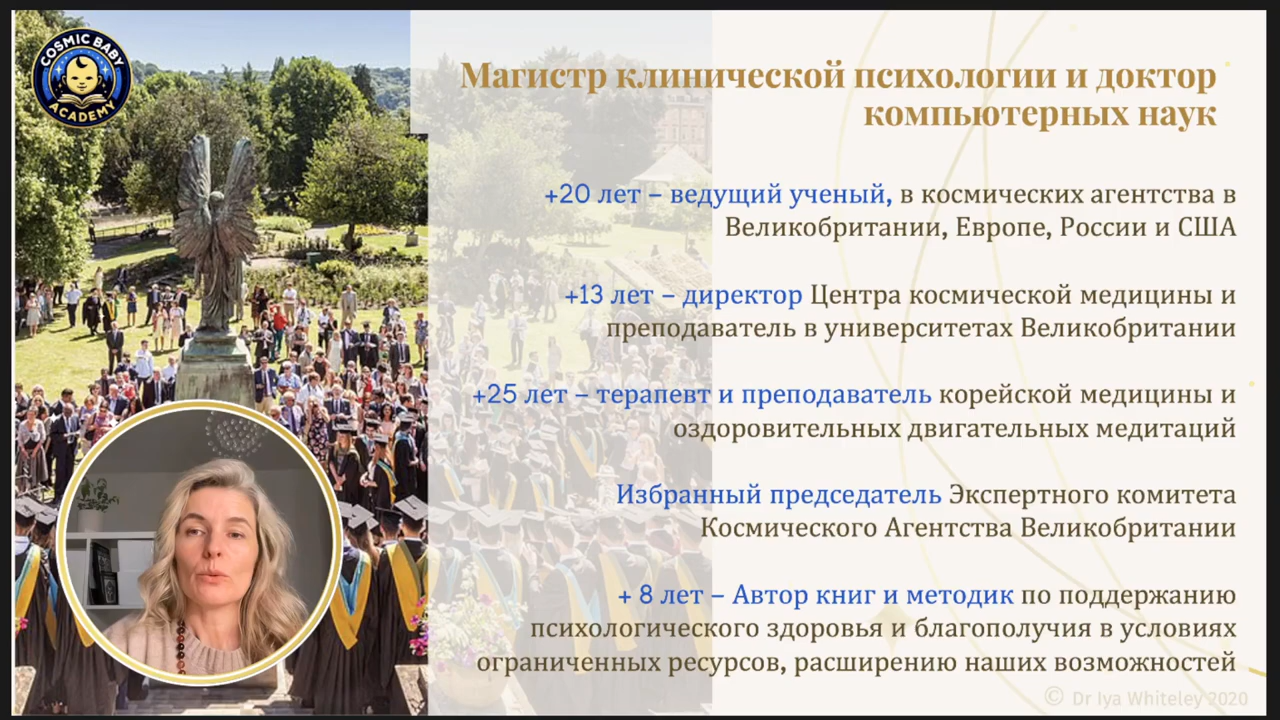 COSMIC BABY
ACADEMY
Магистр клинической психологии и доктор
компьютерных наук
+20 лет – ведущий ученый, в космических агентства в
Великобритании, Европе, России и США
+13 лет – директор Центра космической медицины и
преподаватель в университетах Великобритании
+25 лет – терапевт и преподаватель корейской медицины и
оздоровительных двигательных медитаций
Избранный председатель Экспертного комитета
Космического Агентства Великобритании
+ 8 лет – Автор книг и методик по поддержанию
психологического здоровья и благополучия в условиях
ограниченных ресурсов, расширению наших возможностей
© Dr Iya Whiteley 2020